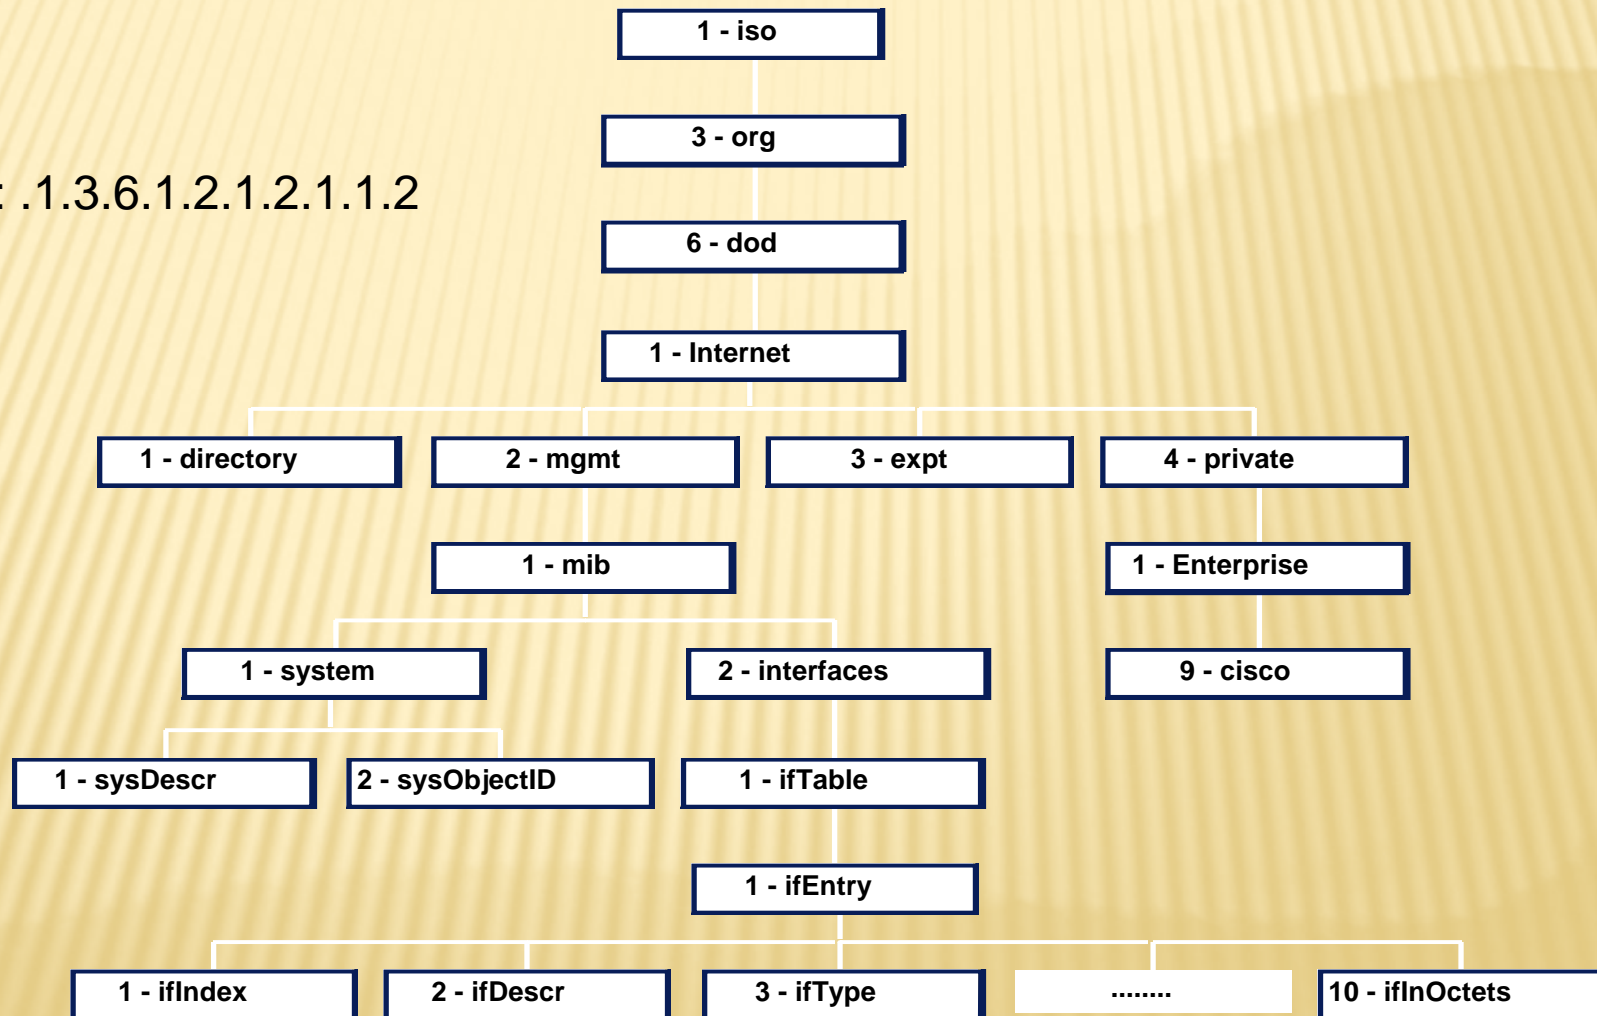 1 - iso
3 - org
: .1.3.6.1.2.1.2.1.1.2
6 - dod
1 - Internet
1 - directory
2 - mgmt
3 - expt
4 - private
1 - mib
1 - Enterprise
1 - system
2 - interfaces
9 - cisco
1 - sysDescr
2 - sysObjectID
1 - ifTable
1 - ifEntry
1 - ifIndex
2 - ifDescr
3 - ifType
........
10 - ifInOctets